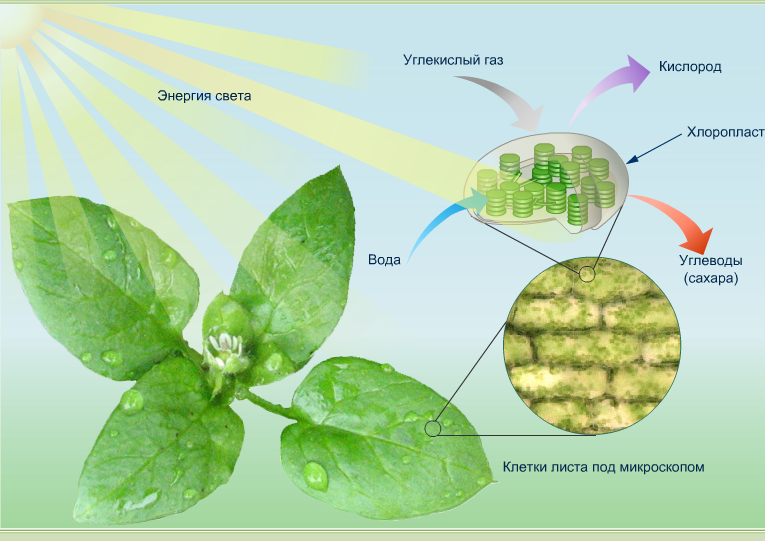 Углекислый газ
Кислород
Энергия света
Хлоропласт
Вода
Углеводы
(сахара)
Клетки листа под микроскопом